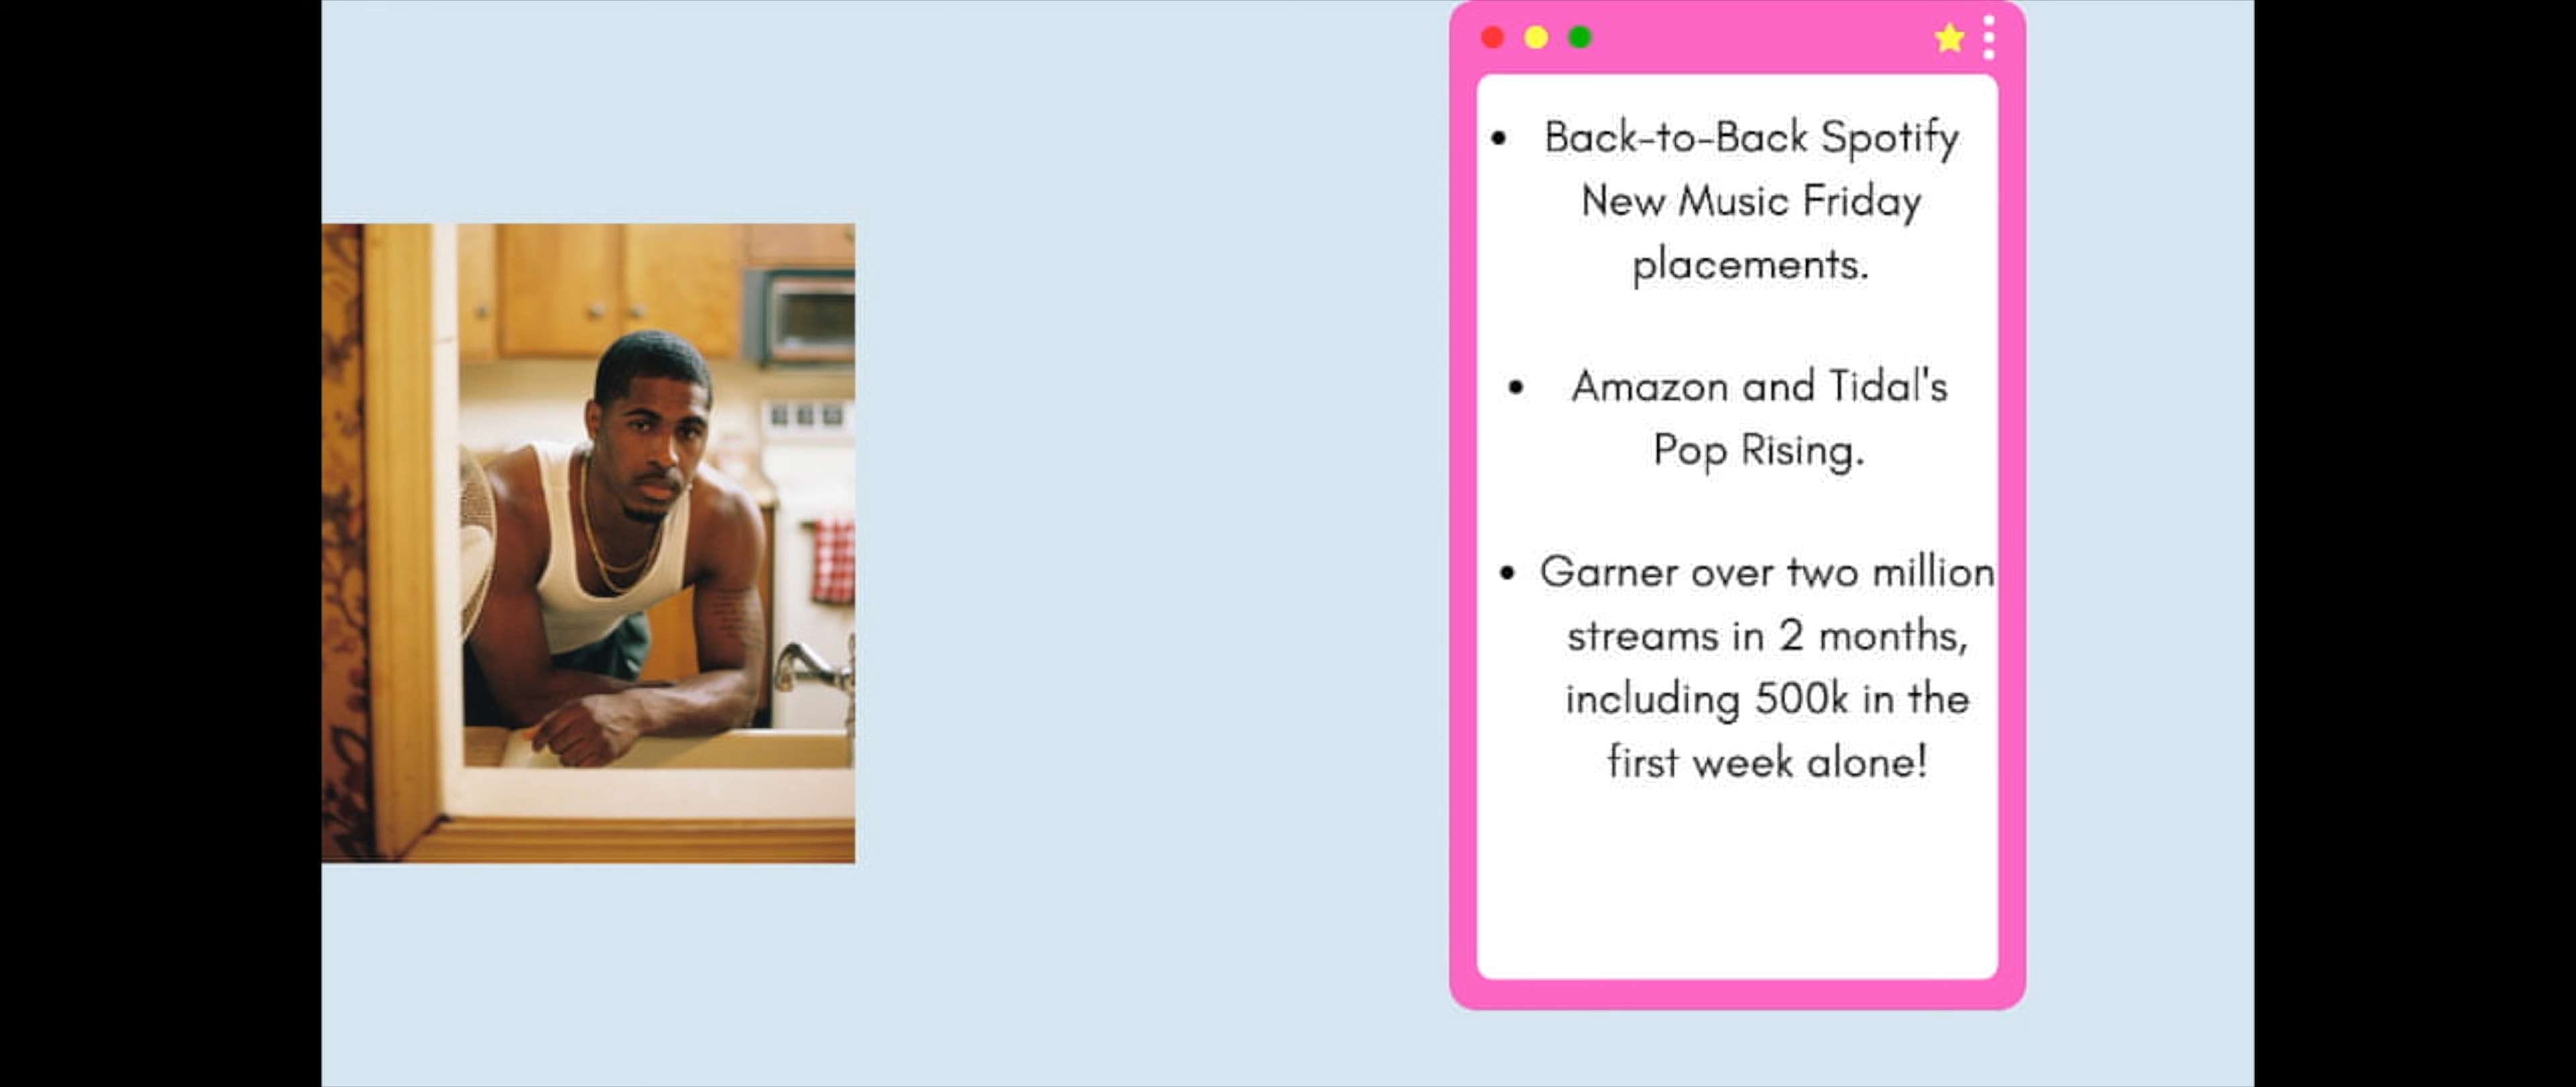 • Back-to-Back Spotify
New Music Friday
placements.
• Amazon and Tidal's
Pop Rising.
• Garner over two million
streams in 2 months,
including 500k in the
first week alone!